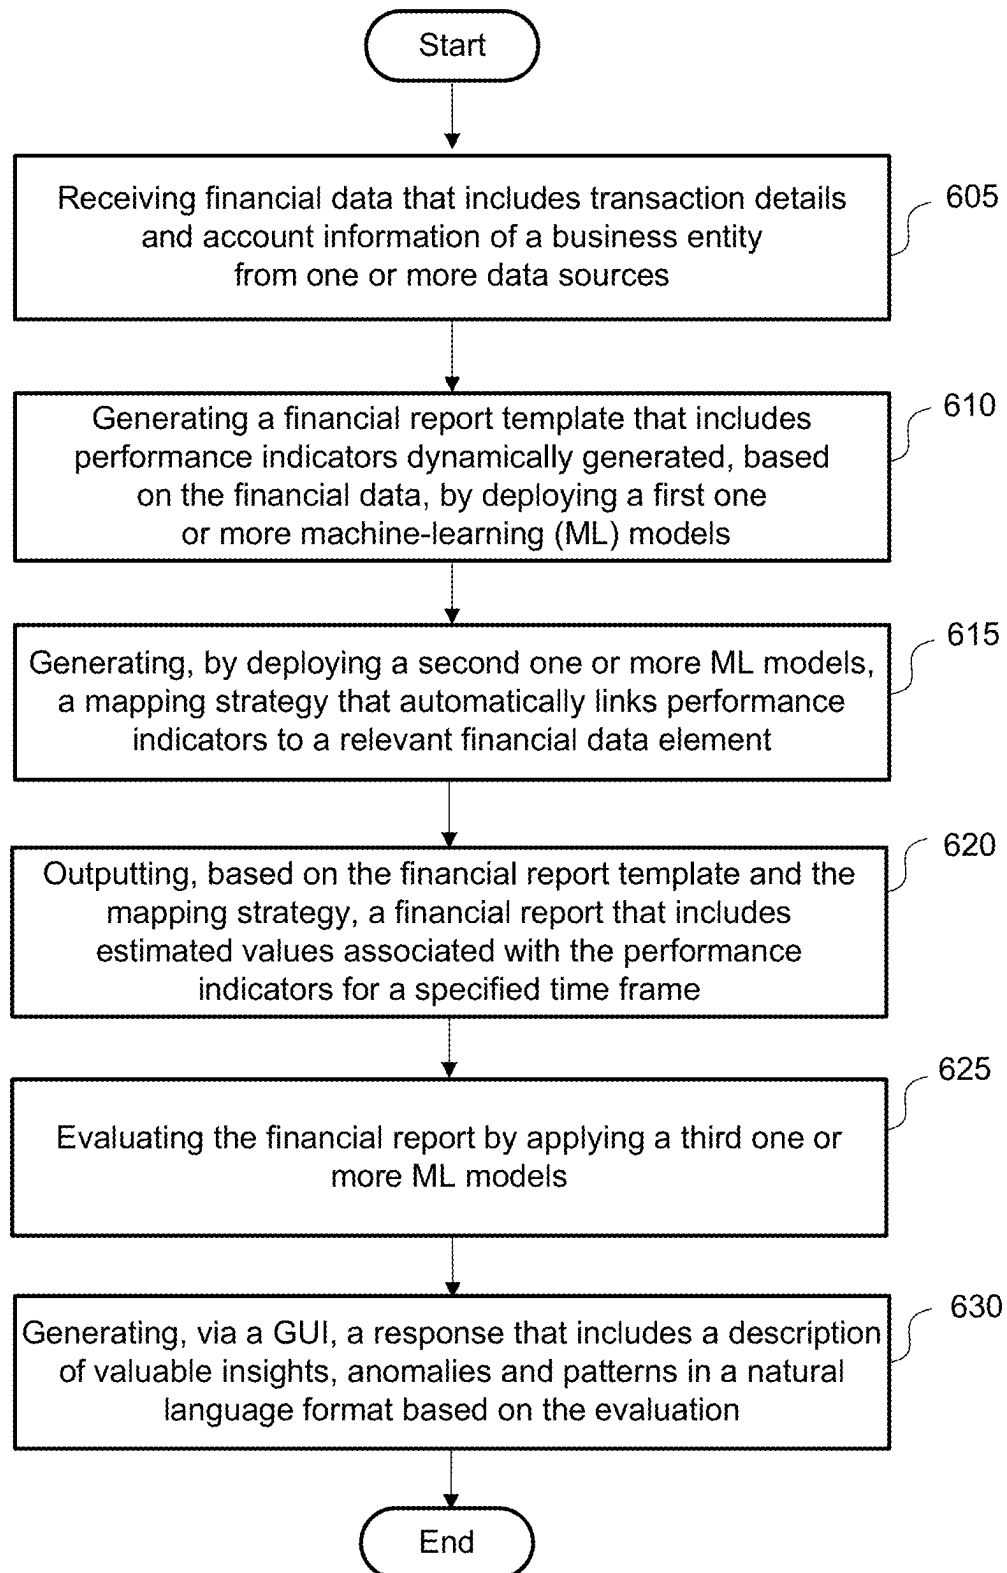 Start
Receiving financial data that includes transaction details
and account information of a business entity
from one or more data sources
605
Generating a financial report template that includes
performance indicators dynamically generated, based
on the financial data, by deploying a first one
or more machine-learning (ML) models
610
Generating, by deploying a second one or more ML models,
a mapping strategy that automatically links performance
indicators to a relevant financial data element
615
Outputting, based on the financial report template and the
mapping strategy, a financial report that includes
estimated values associated with the performance
indicators for a specified time frame
620
Evaluating the financial report by applying a third one or
more ML models
625
Generating, via a GUI, a response that includes a description
of valuable insights, anomalies and patterns in a natural
language format based on the evaluation
630
End